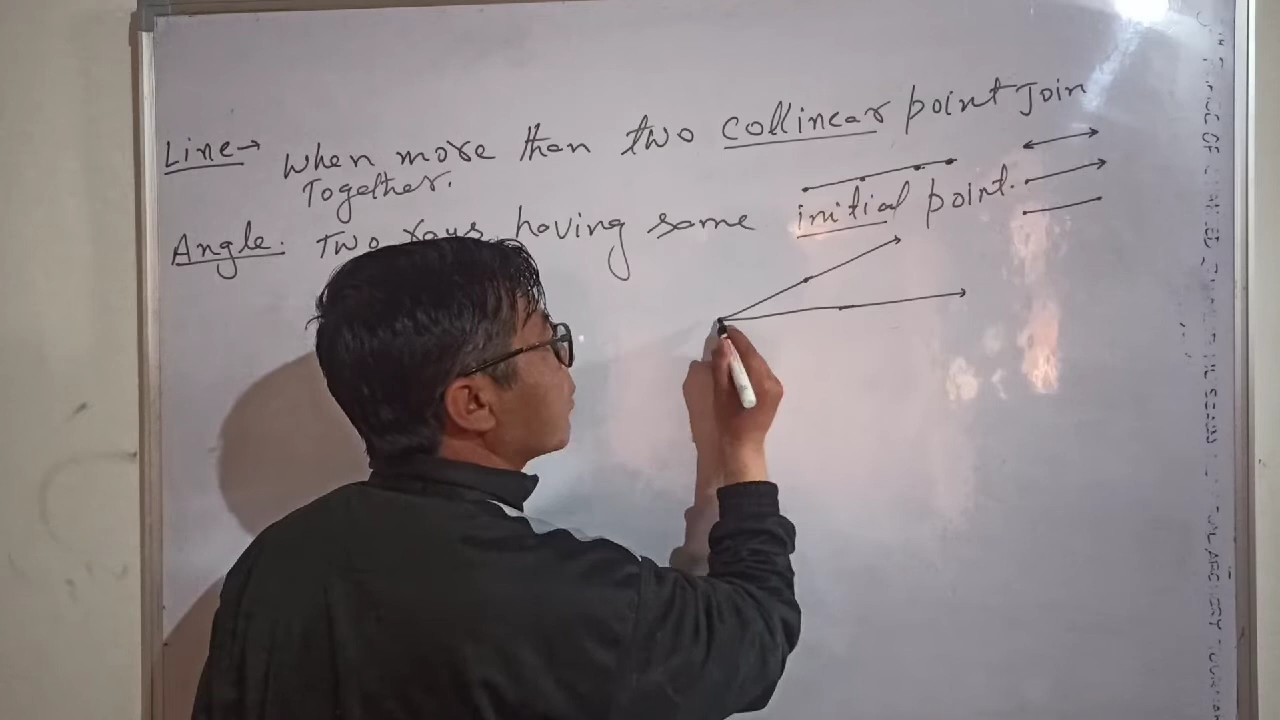 Line → When more than two collinear point Join
Together.
Angle: Two rays having same initial point.